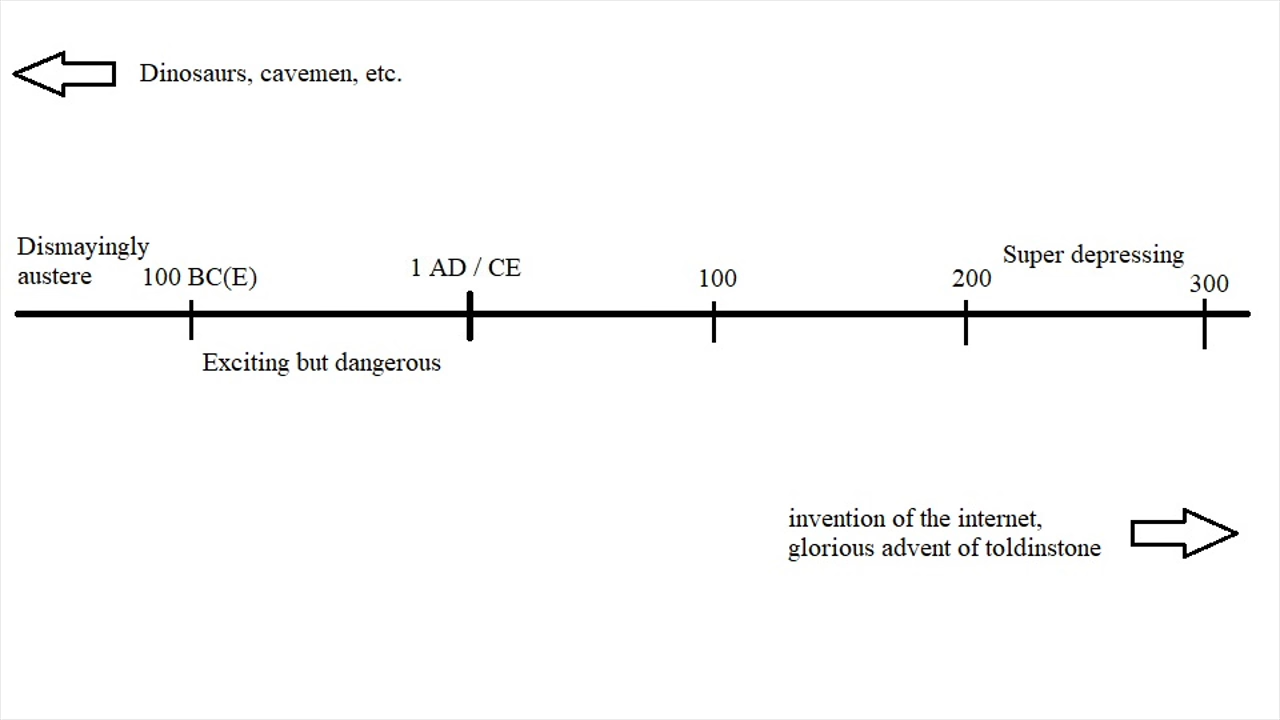 Dinosaurs, cavemen, etc.
Dismayingly
austere
100 BC(E)
1 AD / CE
100
200
Super depressing
300
Exciting but dangerous
invention of the internet,
glorious advent of toldinstone